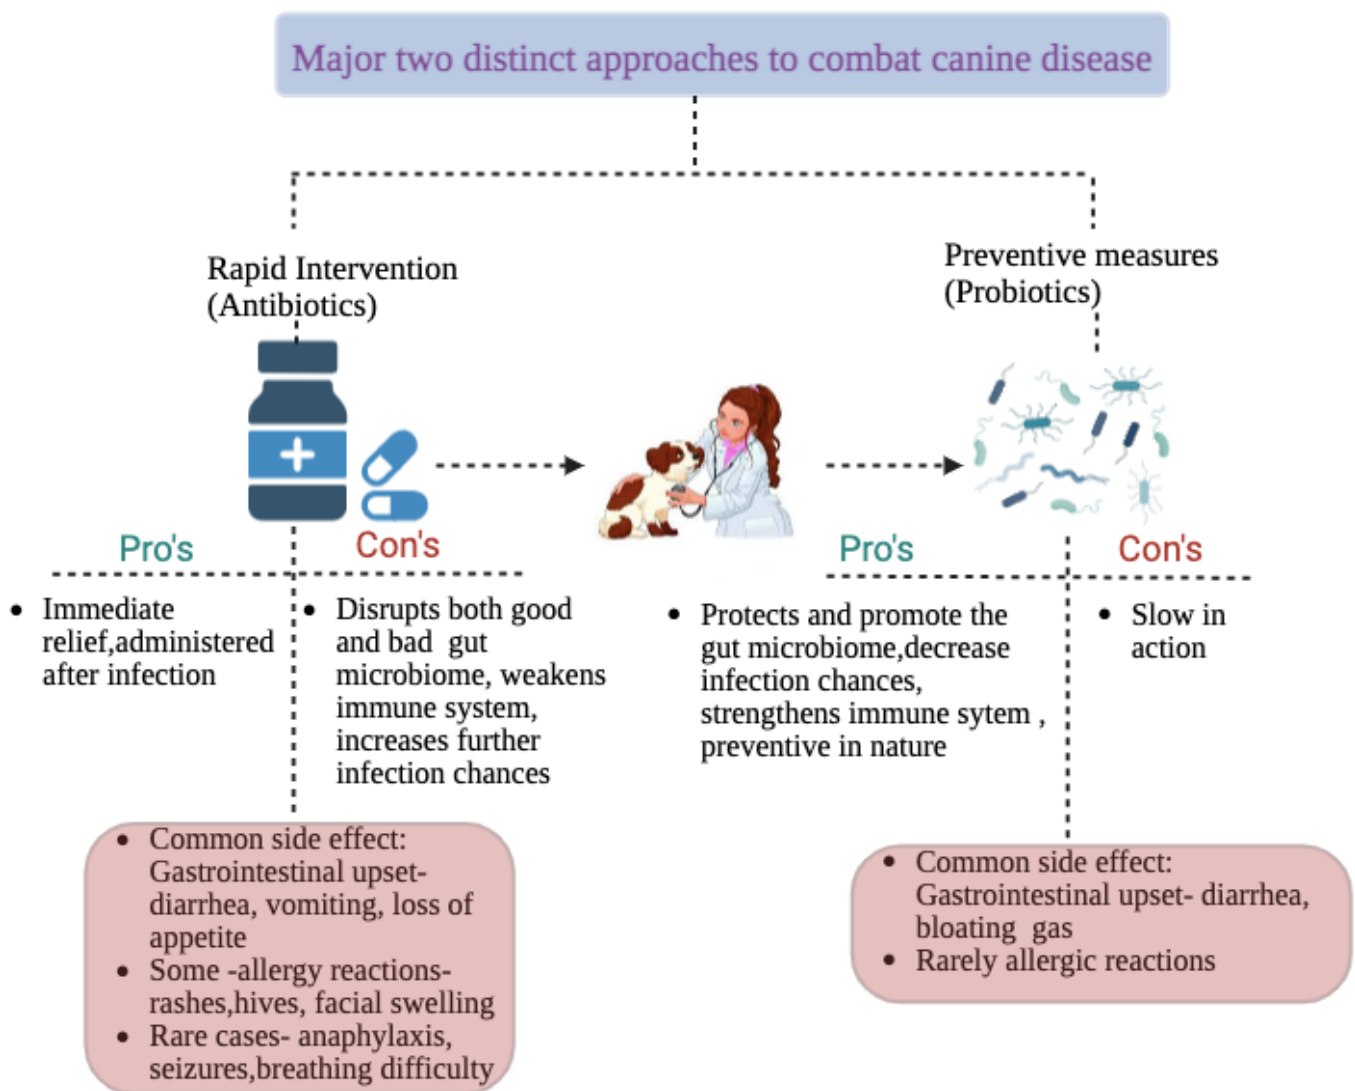 Major two distinct approaches to combat canine disease
Rapid Intervention
(Antibiotics)
Preventive measures
(Probiotics)
Pro's
Con's
Immediate
relief,administered
after infection
Disrupts both good
and bad gut
microbiome, weakens
immune system,
increases further
infection chances
Common side effect:
Gastrointestinal upset-
diarrhea, vomiting, loss of
appetite
Some -allergy reactions-
rashes,hives, facial swelling
Rare cases- anaphylaxis,
seizures,breathing difficulty
Pro's
Con's
Protects and promote the
gut microbiome,decrease
infection chances,
strengthens immune sytem ,
preventive in nature
Slow in
action
Common side effect:
Gastrointestinal upset- diarrhea,
bloating gas
Rarely allergic reactions